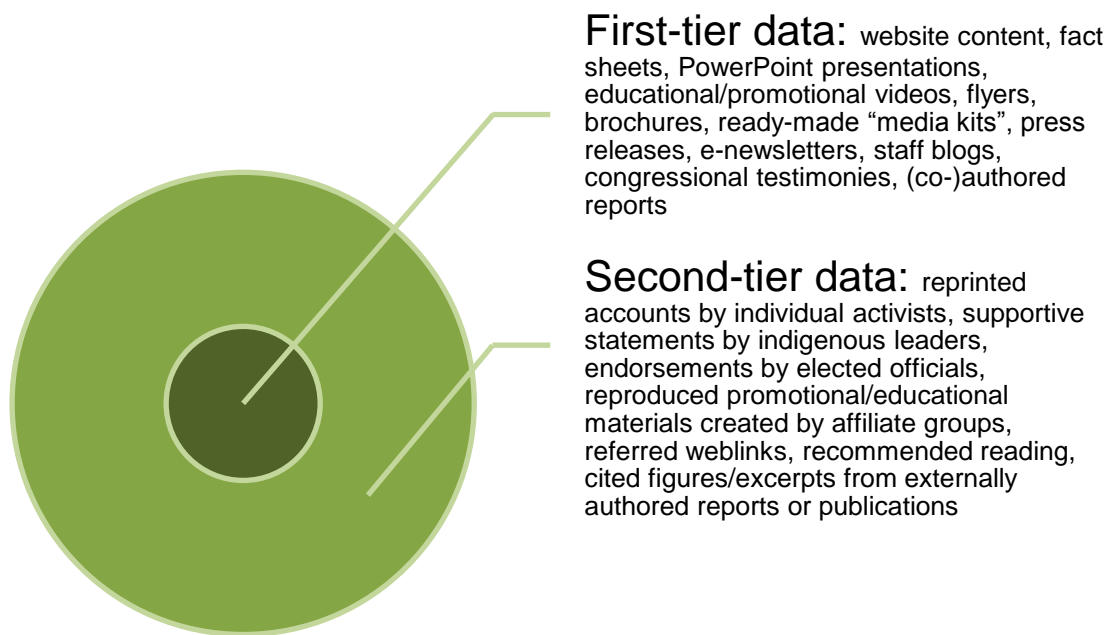 First-tier data: website content, fact
sheets, PowerPoint presentations,
educational/promotional videos, flyers,
brochures, ready-made “media kits”, press
releases, e-newsletters, staff blogs,
congressional testimonies, (co-)authored
reports
Second-tier data: reprinted
accounts by individual activists, supportive
statements by indigenous leaders,
endorsements by elected officials,
reproduced promotional/educational
materials created by affiliate groups,
referred weblinks, recommended reading,
cited figures/excerpts from externally
authored reports or publications